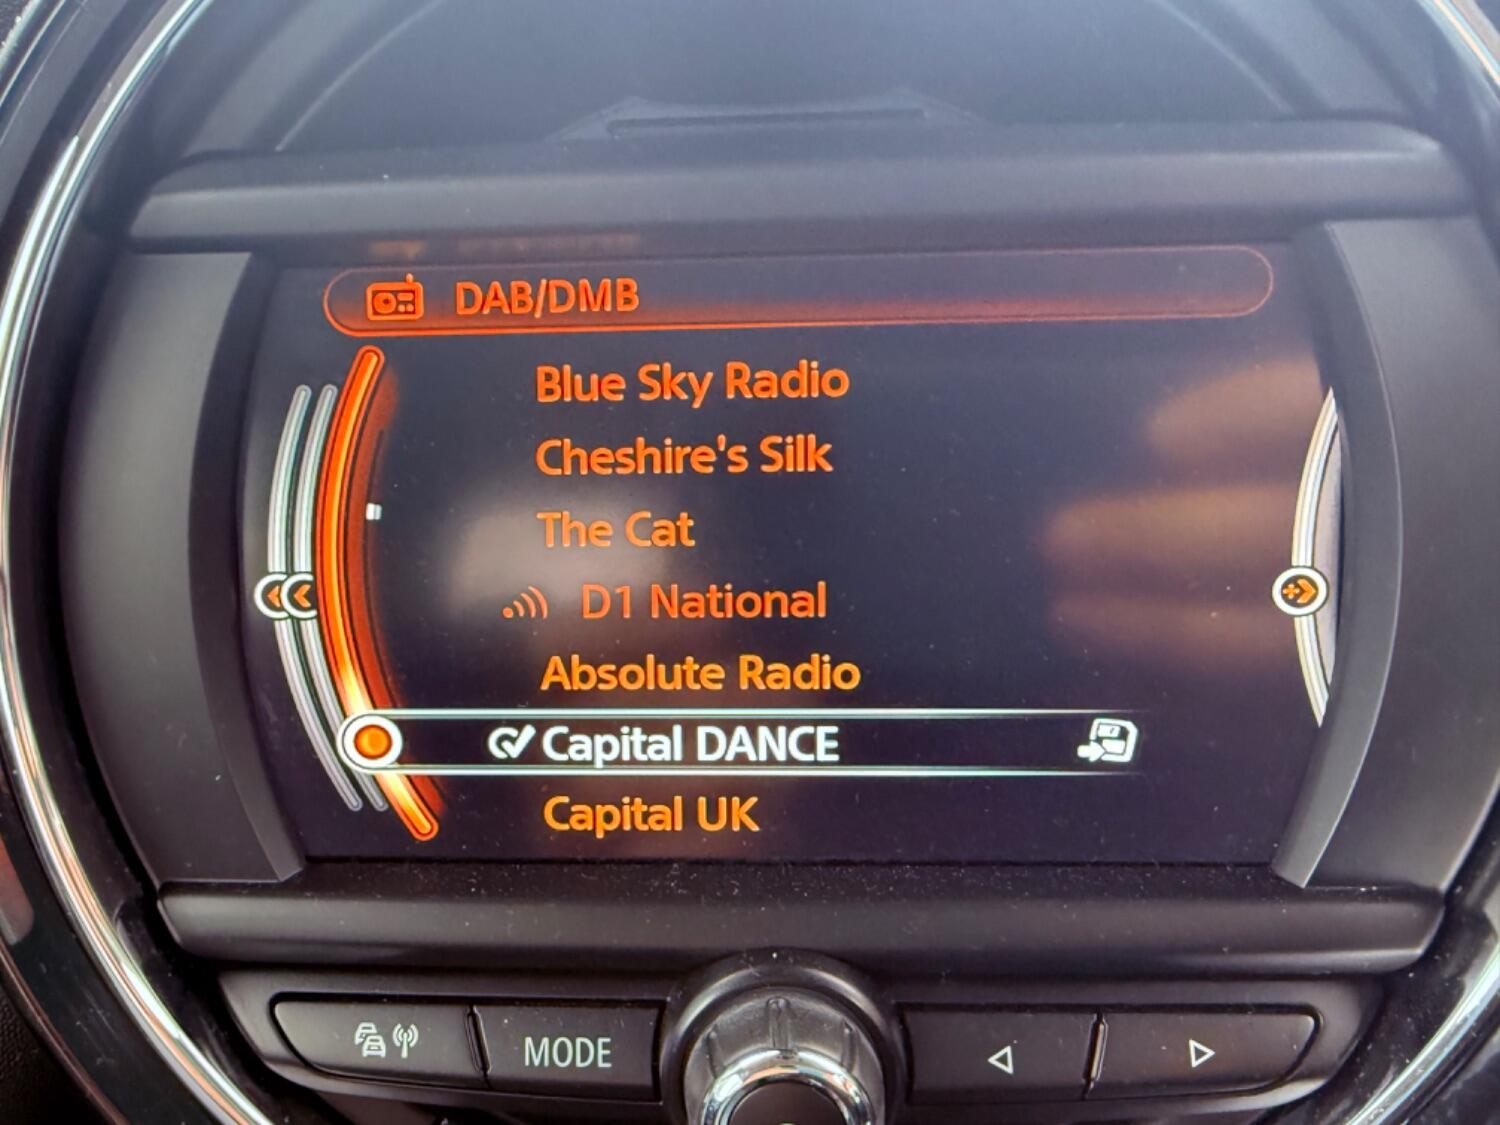 DAB/DMB
Blue Sky Radio
Cheshire's Silk
The Cat
D1 National
Absolute Radio
Capital DANCE
Capital UK
MODE